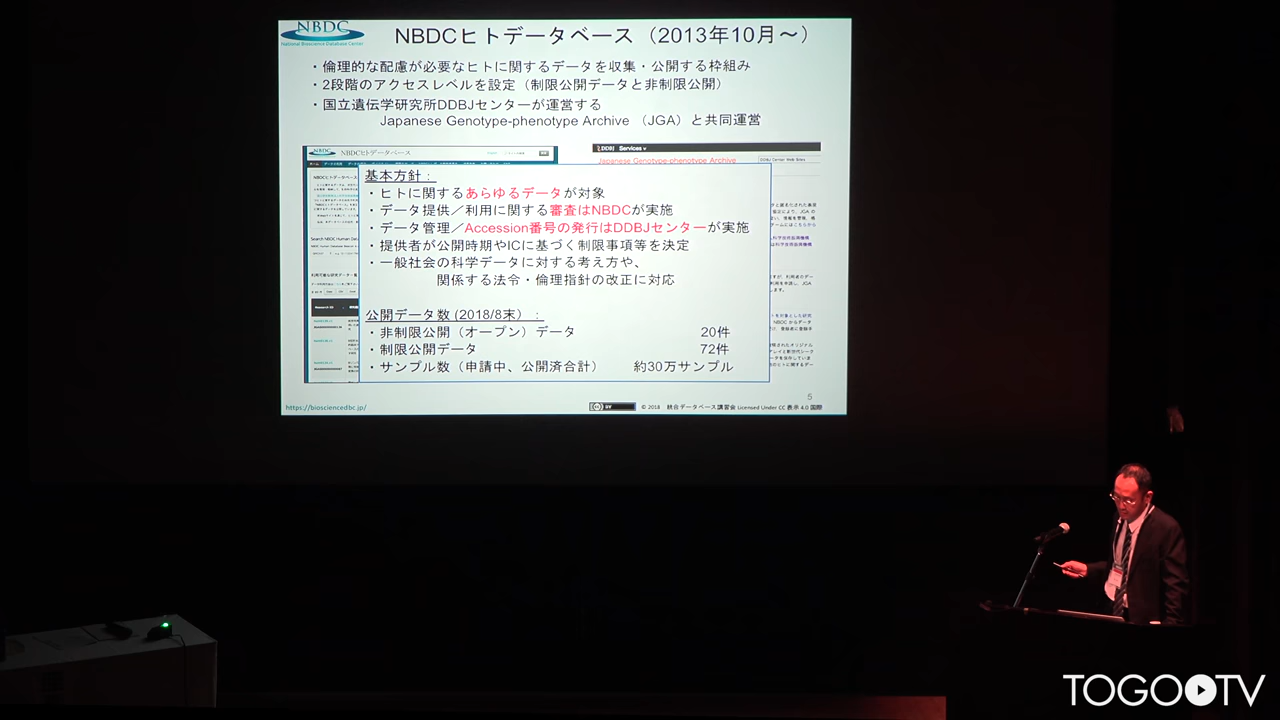 NBDC
National Bioscience Database Center
NBDCヒトデータベース（2013年10月～）
・倫理的な配慮が必要なヒトに関するデータを収集・公開する枠組み
・2段階のアクセスレベルを設定（制限公開データと非制限公開）
・国立遺伝学研究所DDBJセンターが運営する
Japanese Genotype-phenotype Archive （JGA）と共同運営
NBDCヒトデータベース
DDBJ Services
Japanese Genotype-phenotype Archive
基本方針：
・ヒトに関するあらゆるデータが対象
・データ提供／利用に関する審査はNBDCが実施
・データ管理／Accession番号の発行はDDBJセンターが実施
・提供者が公開時期やICに基づく制限事項等を決定
・一般社会の科学データに対する考え方や、
関係する法令・倫理指針の改正に対応
公開データ数 (2018/8末）：
・非制限公開（オープン）データ 20件
・制限公開データ 72件
・サンプル数（申請中、公開済合計） 約30万サンプル
5
https://biosciencedbc.jp/
© 2018 統合データベース講習会 Licensed Under CC 表示 4.0 国際
TOGO TV